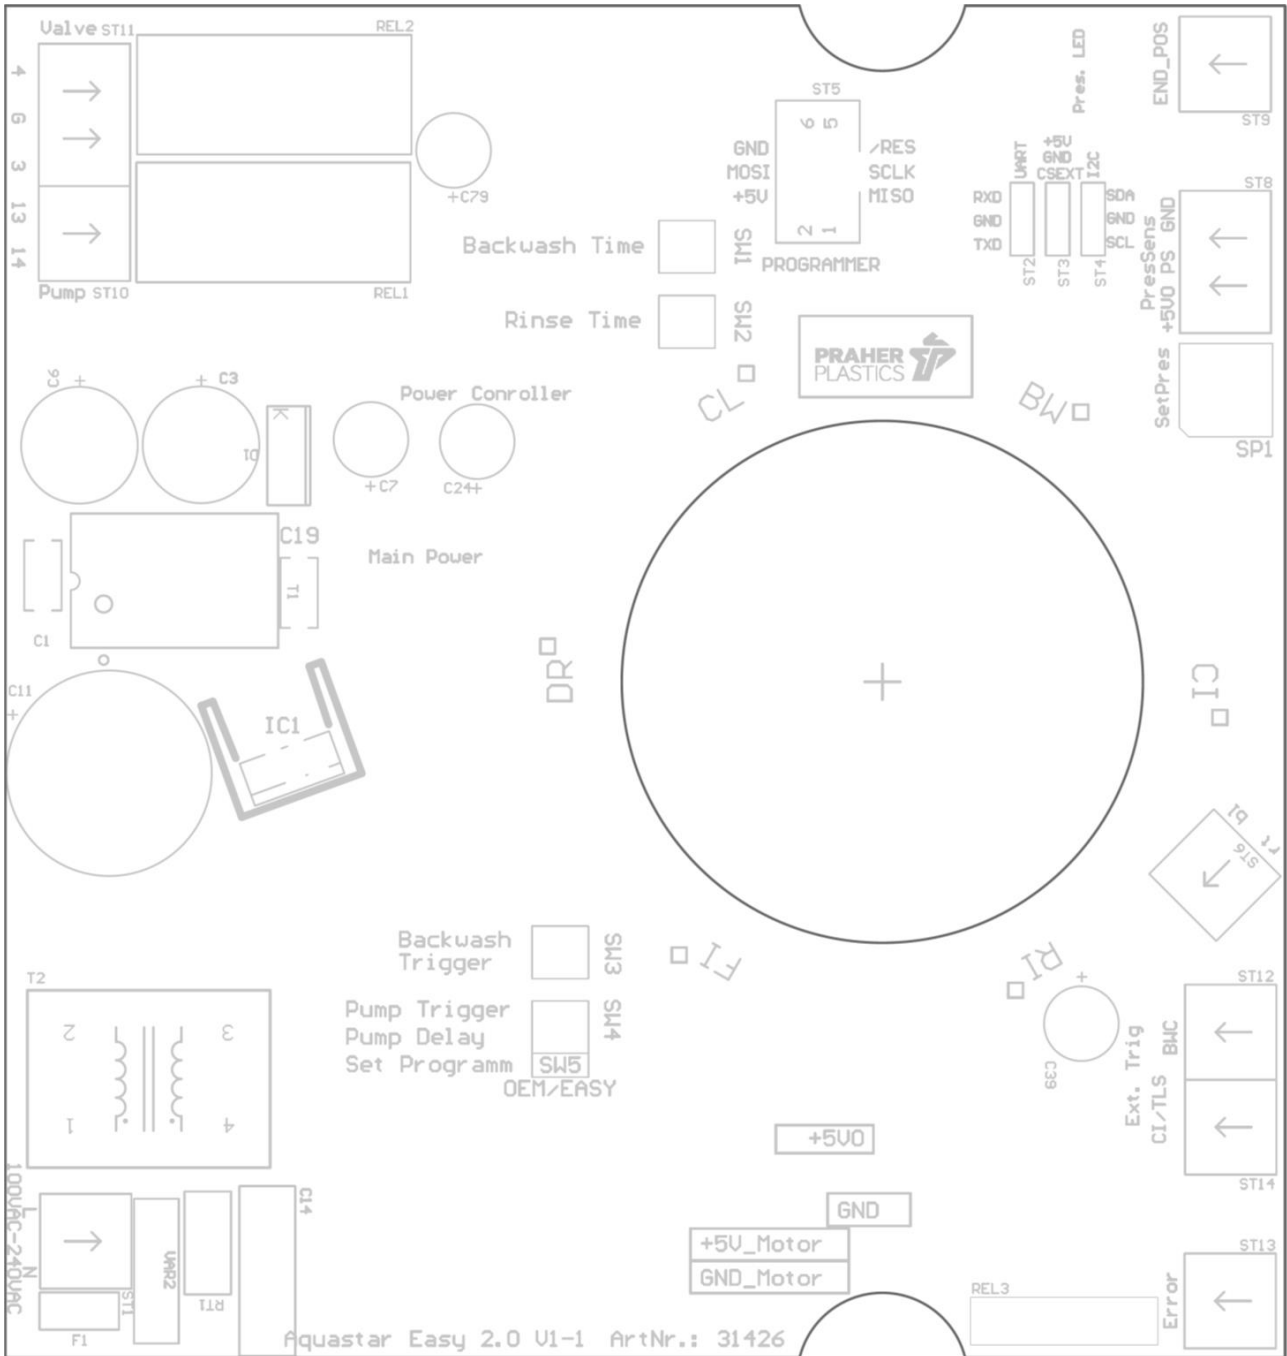 Valve ST11
REL2
4
G
3
13
14
Pump ST10
REL1
+C79
ST5
6 5
GND /RES
MOSI SCLK
+5V MISO
2 1
PROGRAMMER
Backwash Time
SW1
Rinse Time
SW2
Pres. LED
END_POS
ST9
UART
+5V
GND
CSEXT
I2C
RXD
GND
TXD
SDA
GND
SCL
ST2
ST3
ST4
ST8
PresSens
+5VO PS GND
SetPres
SP1
PRAHER
PLASTICS
CL
BW
C6 +
+ C3
K
D1
Power Conroller
+C7
C24+
C19
Main Power
T1
C1
C11
+
IC1
DR
CI
b1
rt
ST6
Backwash
Trigger
SW3
FI
RI
Pump Trigger
Pump Delay
Set Programm
SW4
SW5
OEM/EASY
+
C39
T2
2 3
1 4
ST12
BWC
Ext. Trig
CI/TLS
ST14
+5VO
GND
+5V_Motor
GND_Motor
100VAC-240VAC
L
N
ST1
F1
VAR2
RT1
C14
REL3
ST13
Error
Aquastar Easy 2.0 V1-1 ArtNr.: 31426